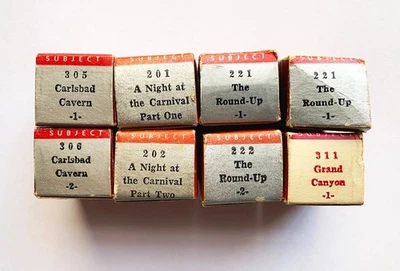 SUBJECT
305
Carlsbad
Cavern
-1-
SUBJECT
201
A Night at
the Carnival
Part One
SUBJECT
221
The
Round-Up
-1-
SUBJECT
221
The
Round-Up
-1-
SUBJECT
306
Carlsbad
Cavern
-2-
SUBJECT
202
A Night at
the Carnival
Part Two
SUBJECT
222
The
Round-Up
-2-
SUBJECT
311
Grand
Canyon
-1-